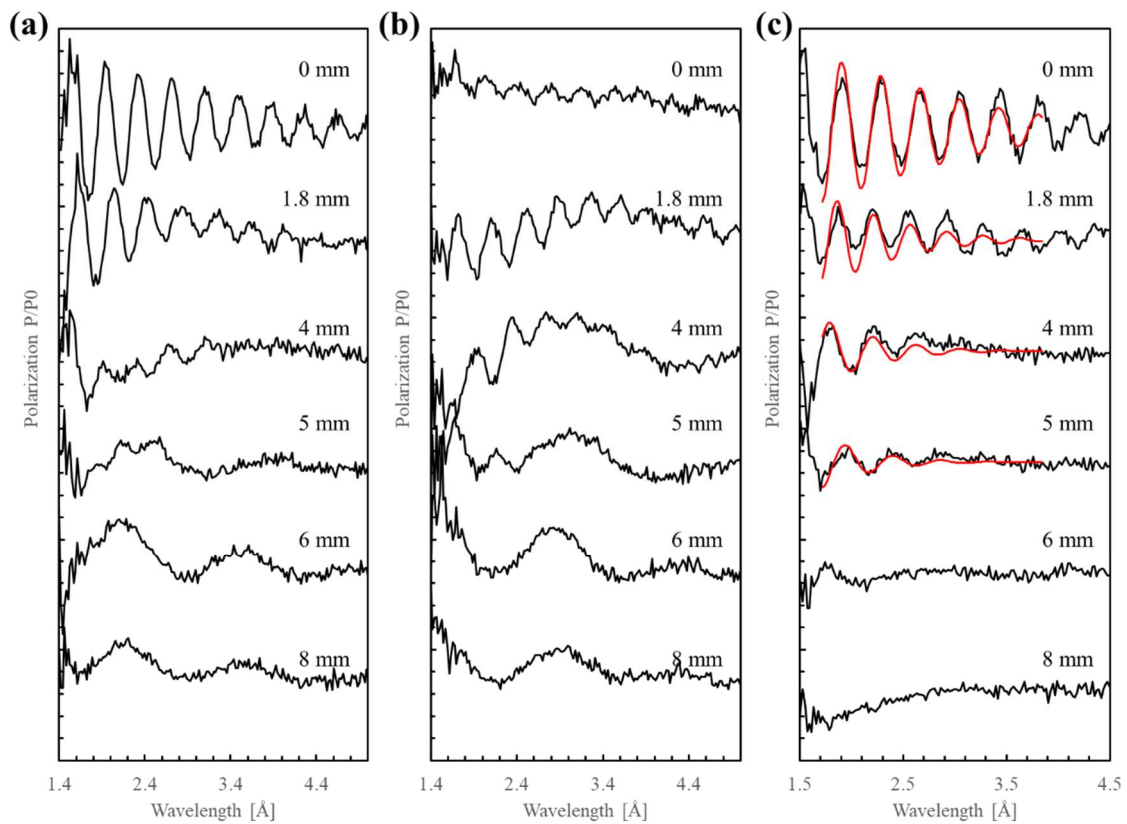 (a)
0 mm
1.8 mm
4 mm
5 mm
6 mm
8 mm
Polarization P/P0
1.4 2.4 3.4 4.4
Wavelength [Å]
(b)
0 mm
1.8 mm
4 mm
5 mm
6 mm
8 mm
Polarization P/P0
1.4 2.4 3.4 4.4
Wavelength [Å]
(c)
0 mm
1.8 mm
4 mm
5 mm
6 mm
8 mm
Polarization P/P0
1.5 2.5 3.5 4.5
Wavelength [Å]